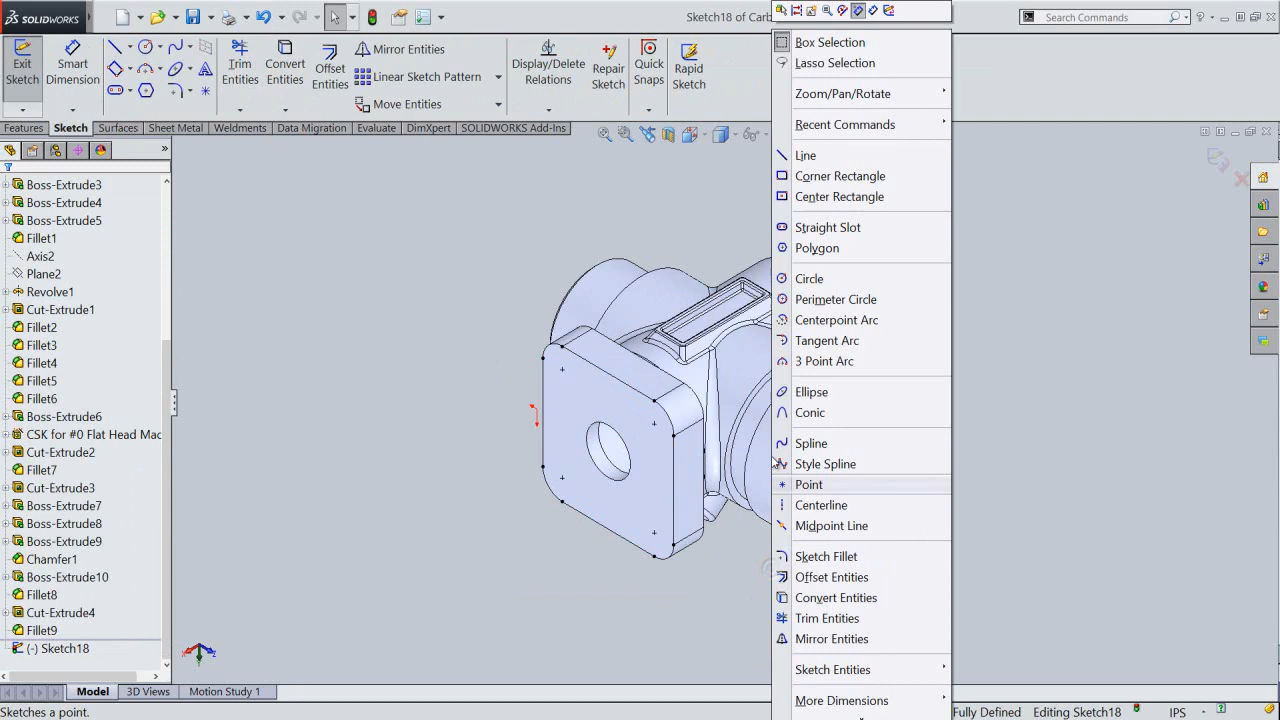 SOLIDWORKS
Sketch18 of Carb
Search Commands
Exit Sketch
Smart Dimension
Trim Entities
Convert Entities
Offset Entities
Mirror Entities
Linear Sketch Pattern
Move Entities
Display/Delete Relations
Repair Sketch
Quick Snaps
Rapid Sketch
Features
Sketch
Surfaces
Sheet Metal
Weldments
Data Migration
Evaluate
DimXpert
SOLIDWORKS Add-Ins
Boss-Extrude3
Boss-Extrude4
Boss-Extrude5
Fillet1
Axis2
Plane2
Revolve1
Cut-Extrude1
Fillet2
Fillet3
Fillet4
Fillet5
Fillet6
Boss-Extrude6
CSK for #0 Flat Head Mac
Cut-Extrude2
Fillet7
Cut-Extrude3
Boss-Extrude7
Boss-Extrude8
Boss-Extrude9
Chamfer1
Boss-Extrude10
Fillet8
Cut-Extrude4
Fillet9
(-) Sketch18
Box Selection
Lasso Selection
Zoom/Pan/Rotate
Recent Commands
Line
Corner Rectangle
Center Rectangle
Straight Slot
Polygon
Circle
Perimeter Circle
Centerpoint Arc
Tangent Arc
3 Point Arc
Ellipse
Conic
Spline
Style Spline
Point
Centerline
Midpoint Line
Sketch Fillet
Offset Entities
Convert Entities
Trim Entities
Mirror Entities
Sketch Entities
More Dimensions
Model
3D Views
Motion Study 1
Sketches a point.
Fully Defined
Editing Sketch18
IPS